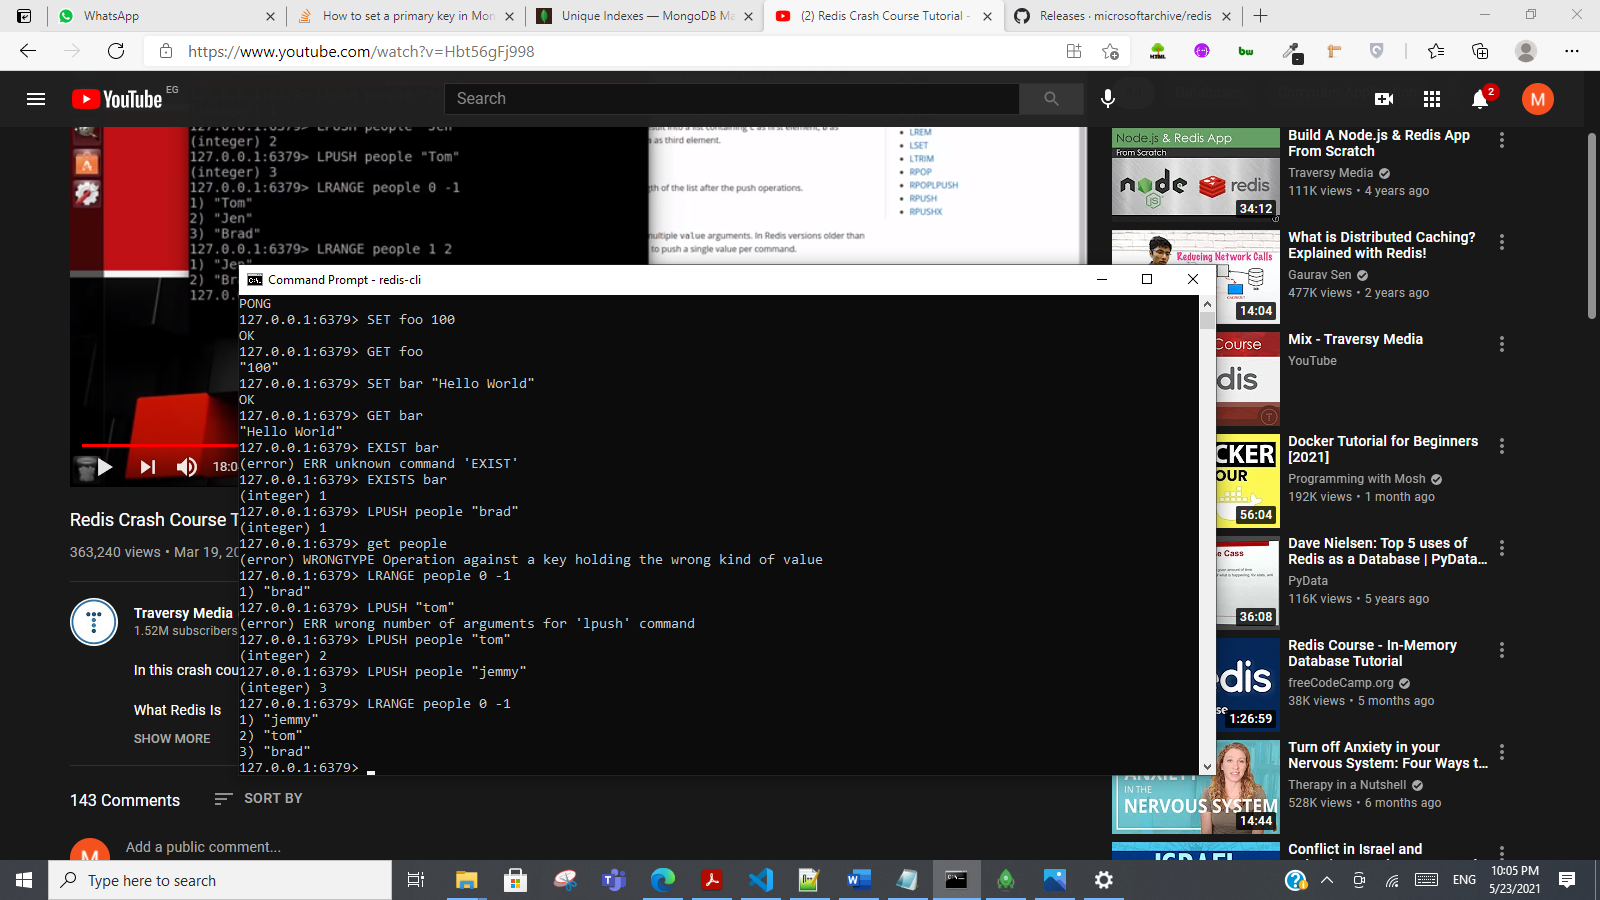 WhatsApp
How to set a primary key in Mon
Unique Indexes — MongoDB Ma
(2) Redis Crash Course Tutorial -
Releases · microsoftarchive/redis
https://www.youtube.com/watch?v=Hbt56gFj998
YouTube EG
Search
2
M
127.0.0.1:6379> LPUSH people "Jen"
(integer) 2
127.0.0.1:6379> LPUSH people "Tom"
(integer) 3
127.0.0.1:6379> LRANGE people 0 -1
1) "Tom"
2) "Jen"
3) "Brad"
127.0.0.1:6379> LRANGE people 1 2
1) "Jen"
2) "Br
127.0.
as third element.
gth of the list after the push operations.
multiple value arguments. In Redis versions older than
to push a single value per command.
LREM
LSET
LTRIM
RPOP
RPOPLPUSH
RPUSH
RPUSHX
Command Prompt - redis-cli
PONG
127.0.0.1:6379> SET foo 100
OK
127.0.0.1:6379> GET foo
"100"
127.0.0.1:6379> SET bar "Hello World"
OK
127.0.0.1:6379> GET bar
"Hello World"
127.0.0.1:6379> EXIST bar
(error) ERR unknown command 'EXIST'
127.0.0.1:6379> EXISTS bar
(integer) 1
127.0.0.1:6379> LPUSH people "brad"
(integer) 1
127.0.0.1:6379> get people
(error) WRONGTYPE Operation against a key holding the wrong kind of value
127.0.0.1:6379> LRANGE people 0 -1
1) "brad"
127.0.0.1:6379> LPUSH "tom"
(error) ERR wrong number of arguments for 'lpush' command
127.0.0.1:6379> LPUSH people "tom"
(integer) 2
127.0.0.1:6379> LPUSH people "jemmy"
(integer) 3
127.0.0.1:6379> LRANGE people 0 -1
1) "jemmy"
2) "tom"
3) "brad"
127.0.0.1:6379>
18:0
Redis Crash Course T
363,240 views • Mar 19, 20
Traversy Media
1.52M subscribers
In this crash cou
What Redis Is
SHOW MORE
143 Comments
SORT BY
M
Add a public comment...
Node.js & Redis App
From Scratch
node
JS
redis
34:12
Build A Node.js & Redis App
From Scratch
Traversy Media
111K views • 4 years ago
Reducing Network Calls
14:04
What is Distributed Caching?
Explained with Redis!
Gaurav Sen
477K views • 2 years ago
Course
dis
Mix - Traversy Media
YouTube
CKER
OUR
56:04
Docker Tutorial for Beginners
[2021]
Programming with Mosh
192K views • 1 month ago
36:08
Dave Nielsen: Top 5 uses of
Redis as a Database | PyData...
PyData
116K views • 5 years ago
dis
1:26:59
Redis Course - In-Memory
Database Tutorial
freeCodeCamp.org
38K views • 5 months ago
ANXIETY
IN THE
NERVOUS SYSTEM
14:44
Turn off Anxiety in your
Nervous System: Four Ways t...
Therapy in a Nutshell
528K views • 6 months ago
ISRAEL
Conflict in Israel and
Type here to search
ENG
10:05 PM
5/23/2021